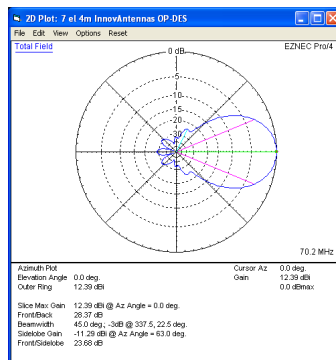 2D Plot: 7 el 4m InnovAntennas OP-DES
File Edit View Options Reset
Total Field
EZNEC Pro/4
0 dB
-5
-10
-15
-20
-30
70.2 MHz
Azimuth Plot
Elevation Angle 0.0 deg.
Outer Ring 12.39 dBi
Cursor Az 0.0 deg.
Gain 12.39 dBi
0.0 dBmax
Slice Max Gain 12.39 dBi @ Az Angle = 0.0 deg.
Front/Back 28.37 dB
Beamwidth 45.0 deg.; -3dB @ 337.5, 22.5 deg.
Sidelobe Gain -11.29 dBi @ Az Angle = 63.0 deg.
Front/Sidelobe 23.68 dB